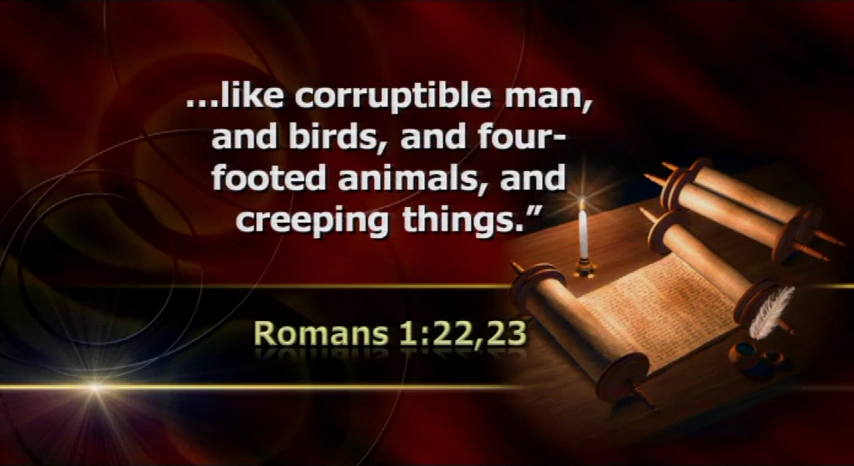 ...like corruptible man,
and birds, and four-
footed animals, and
creeping things.”
Romans 1:22,23